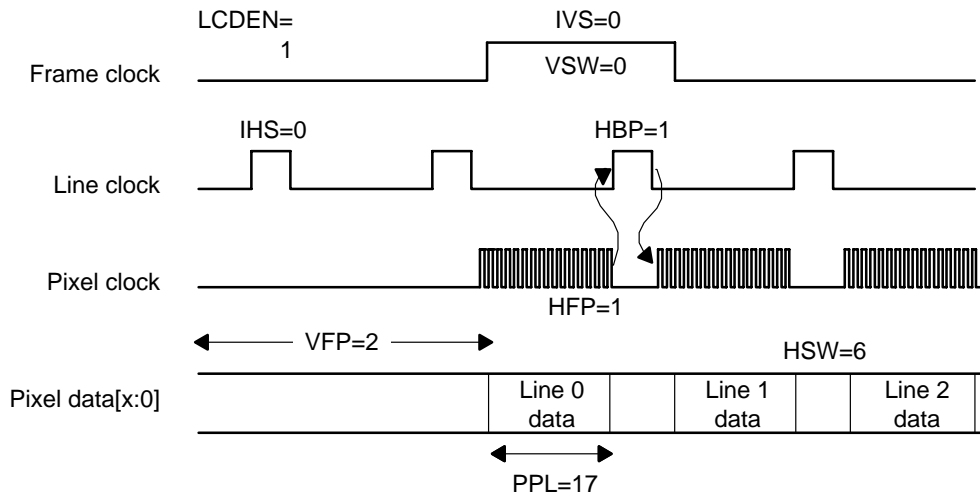 LCDEN=
1
IVS=0
Frame clock
VSW=0
IHS=0
HBP=1
Line clock
Pixel clock
HFP=1
VFP=2
HSW=6
Pixel data[x:0]
Line 0
data
Line 1
data
Line 2
data
PPL=17